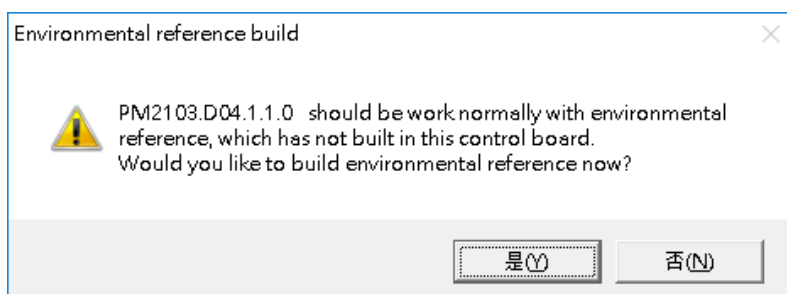 Environmental reference build
PM2103.D04.1.1.0   should be work normally with environmental
reference, which has not built in this control board.
Would you like to build environmental reference now?
是(Y)
否(N)